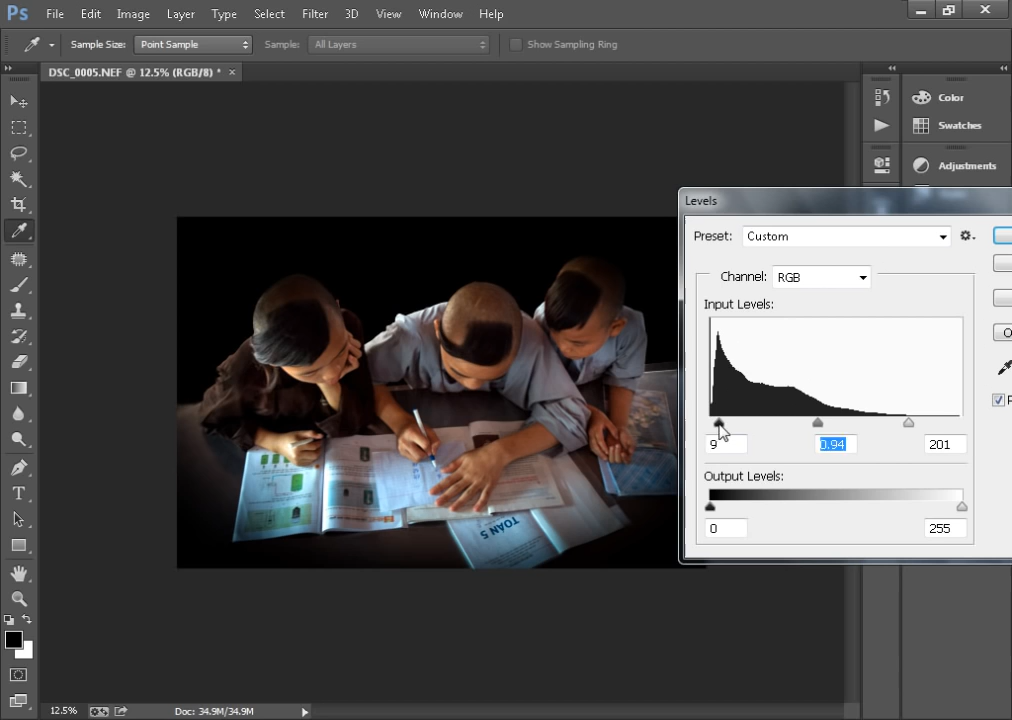 Ps File Edit Image Layer Type Select Filter 3D View Window Help
Sample Size: Point Sample Sample: All Layers Show Sampling Ring
DSC_0005.NEF @ 12.5% (RGB/8) * ×
Color
Swatches
Adjustments
Levels
Preset: Custom
Channel: RGB
Input Levels:
9 0.94 201
Output Levels:
0 255
TOÁN 5
12.5% Doc: 34.9M/34.9M